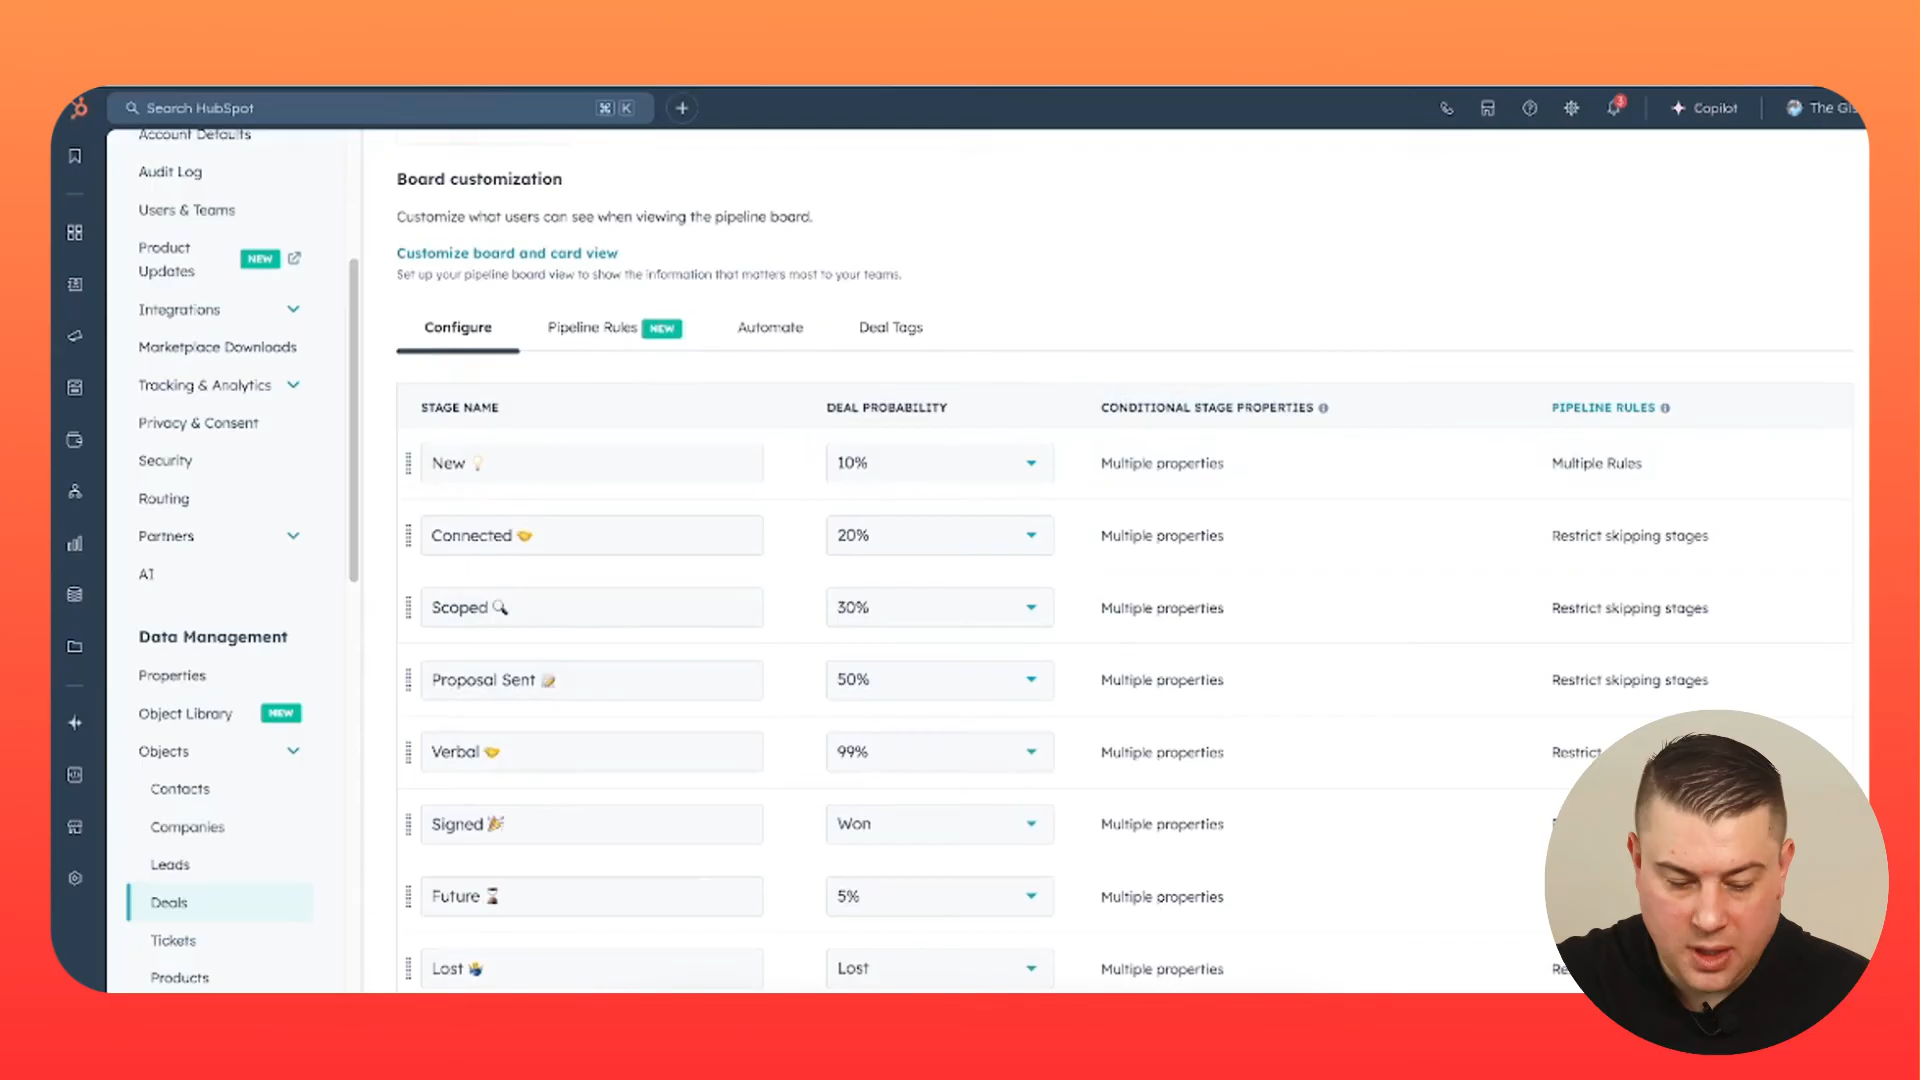 Search HubSpot
⌘ K
+
3
Copilot
The
Account Defaults
Audit Log
Users & Teams
Product
Updates
NEW
Integrations
Marketplace Downloads
Tracking & Analytics
Privacy & Consent
Security
Routing
Partners
AI
Data Management
Properties
Object Library NEW
Objects
Contacts
Companies
Leads
Deals
Tickets
Products
Board customization
Customize what users can see when viewing the pipeline board.
Customize board and card view
Set up your pipeline board view to show the information that matters most to your teams.
Configure Pipeline Rules NEW Automate Deal Tags
STAGE NAME DEAL PROBABILITY CONDITIONAL STAGE PROPERTIES PIPELINE RULES
New 💡 10% Multiple properties Multiple Rules
Connected 🤝 20% Multiple properties Restrict skipping stages
Scoped 🔍 30% Multiple properties Restrict skipping stages
Proposal Sent 📝 50% Multiple properties Restrict skipping stages
Verbal 🤝 99% Multiple properties Restrict
Signed 🎉 Won Multiple properties
Future ⏳ 5% Multiple properties
Lost Lost Multiple properties